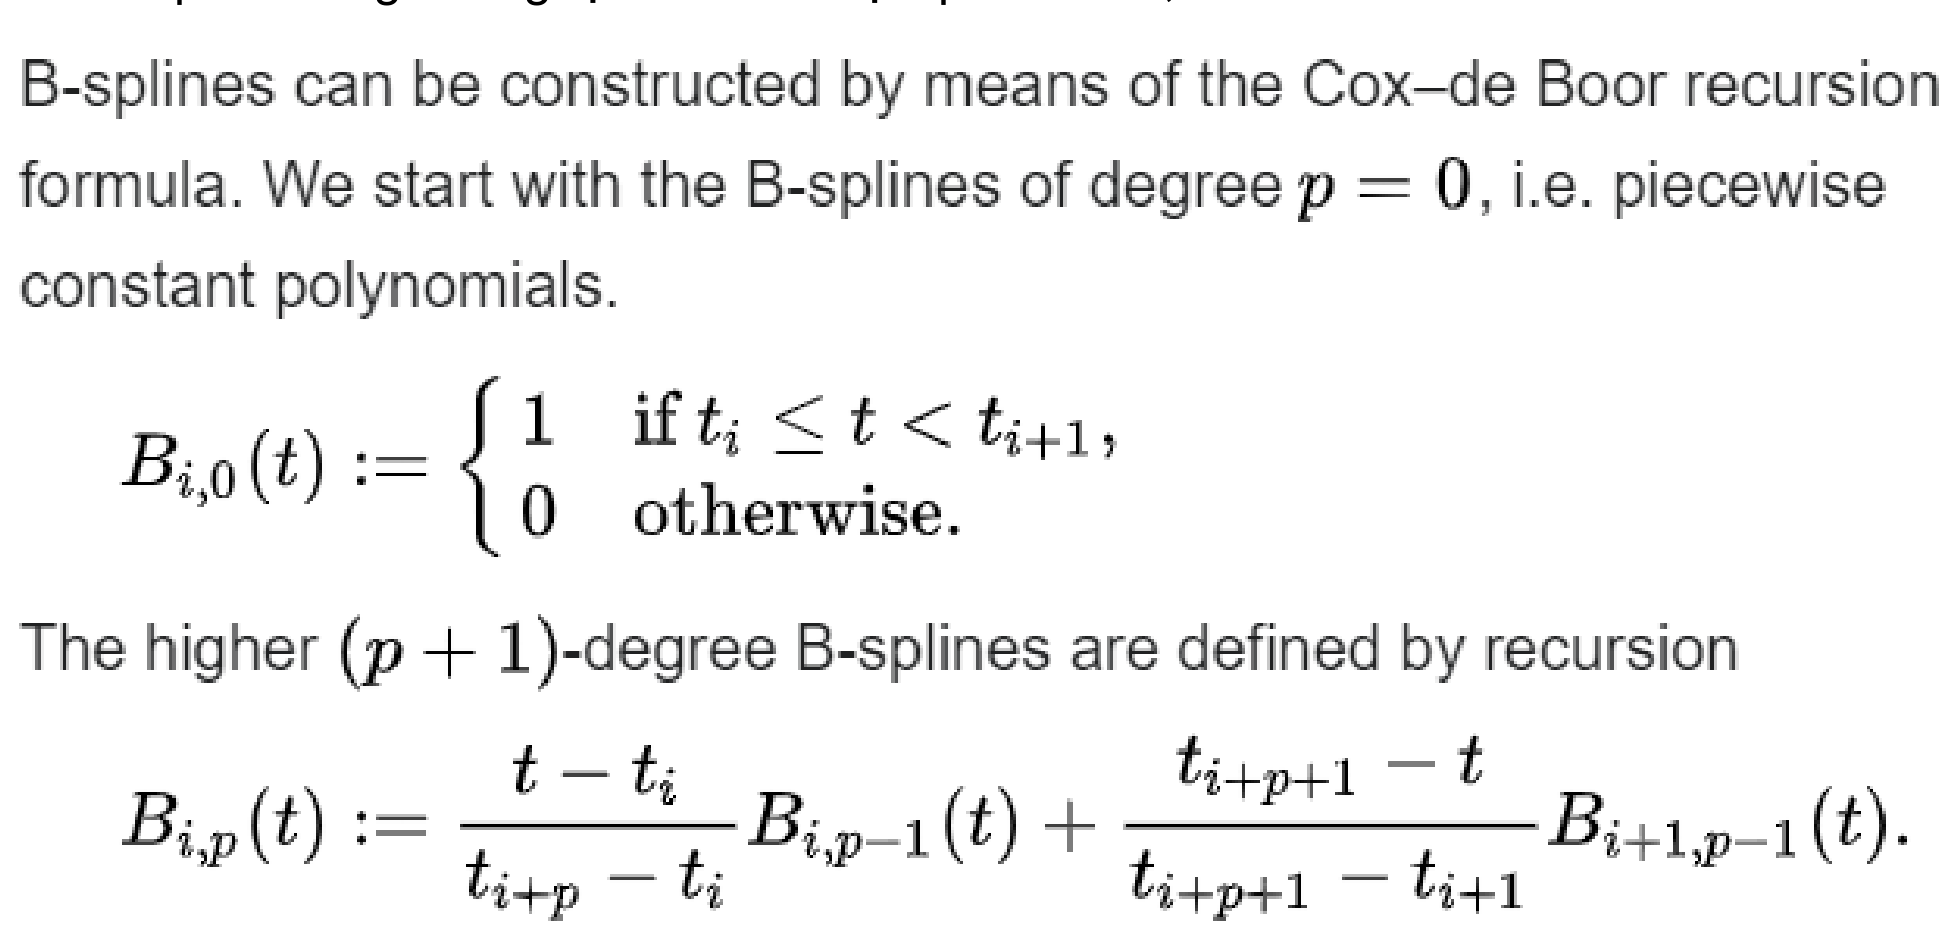 B-splines can be constructed by means of the Cox–de Boor recursion
formula. We start with the B-splines of degree p = 0, i.e. piecewise
constant polynomials.
B_{i,0}(t) := { 1 if t_i ≤ t < t_{i+1},
0 otherwise.
The higher (p + 1)-degree B-splines are defined by recursion
B_{i,p}(t) := \frac{t − t_i}{t_{i+p} − t_i} B_{i,p−1}(t) + \frac{t_{i+p+1} − t}{t_{i+p+1} − t_{i+1}} B_{i+1,p−1}(t).